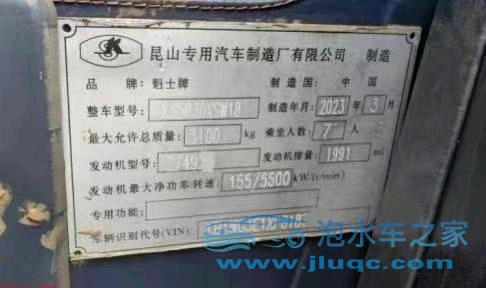 昆山专用汽车制造厂有限公司 制造
品 牌: 魁士牌 制造国: 中 国
整车型号: KS5030XSW18 制造年月: 2023 年 3 月
最大允许总质量: 3100 kg 乘坐人数: 7 人
发动机型号: 发动机排量: 1991 ml
发动机最大净功率转速: 155/5500 kW/(r/min)
专用功能:
车辆识别代号(VIN):
泡水车之家
www.jluqc.com